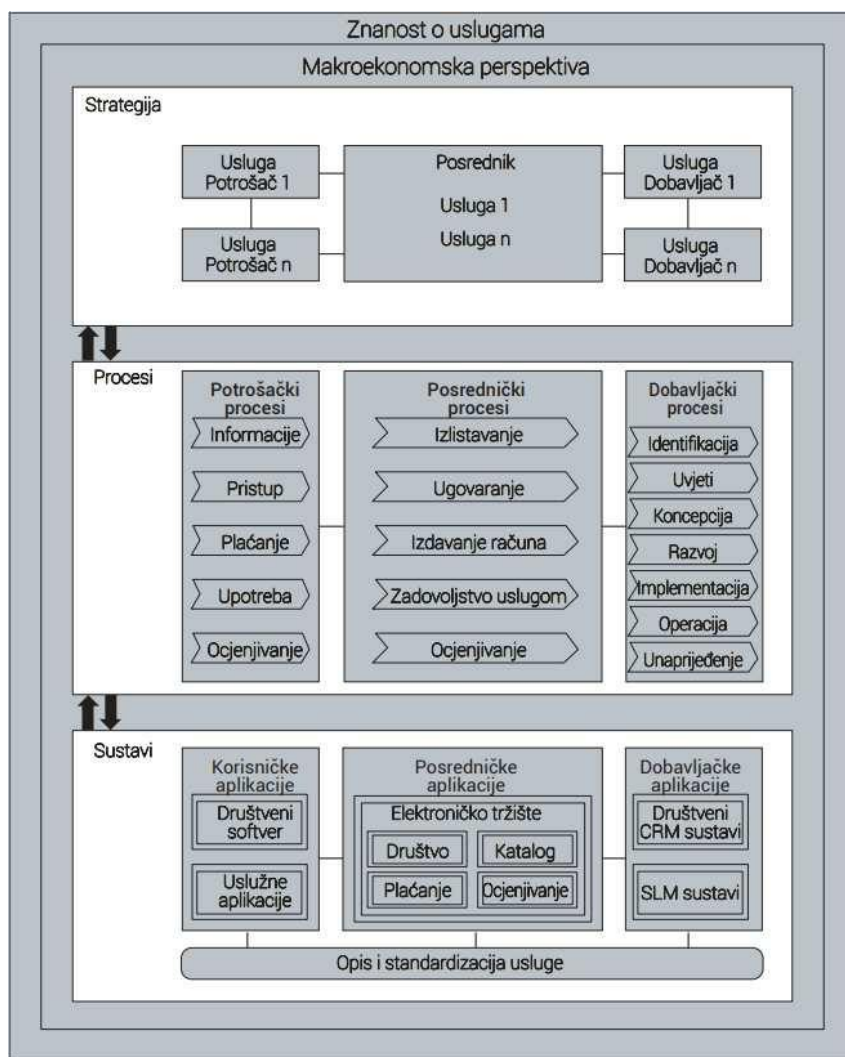 Znanost o uslugama
Makroekonomska perspektiva
Strategija
Usluga
Potrošač 1
Usluga
Potrošač n
Posrednik
Usluga 1
Usluga n
Usluga
Dobavljač 1
Usluga
Dobavljač n
Procesi
Potrošački
procesi
Informacije
Pristup
Plaćanje
Upotreba
Ocjenjivanje
Posrednički
procesi
Izlistavanje
Ugovaranje
Izdavanje računa
Zadovoljstvo uslugom
Ocjenjivanje
Dobavljački
procesi
Identifikacija
Uvjeti
Koncepcija
Razvoj
Implementacija
Operacija
Unaprijeđenje
Sustavi
Korisničke
aplikacije
Društveni
softver
Uslužne
aplikacije
Posredničke
aplikacije
Elektroničko tržište
Društvo
Katalog
Plaćanje
Ocjenjivanje
Dobavljačke
aplikacije
Društveni
CRM sustavi
SLM sustavi
Opis i standardizacija usluge